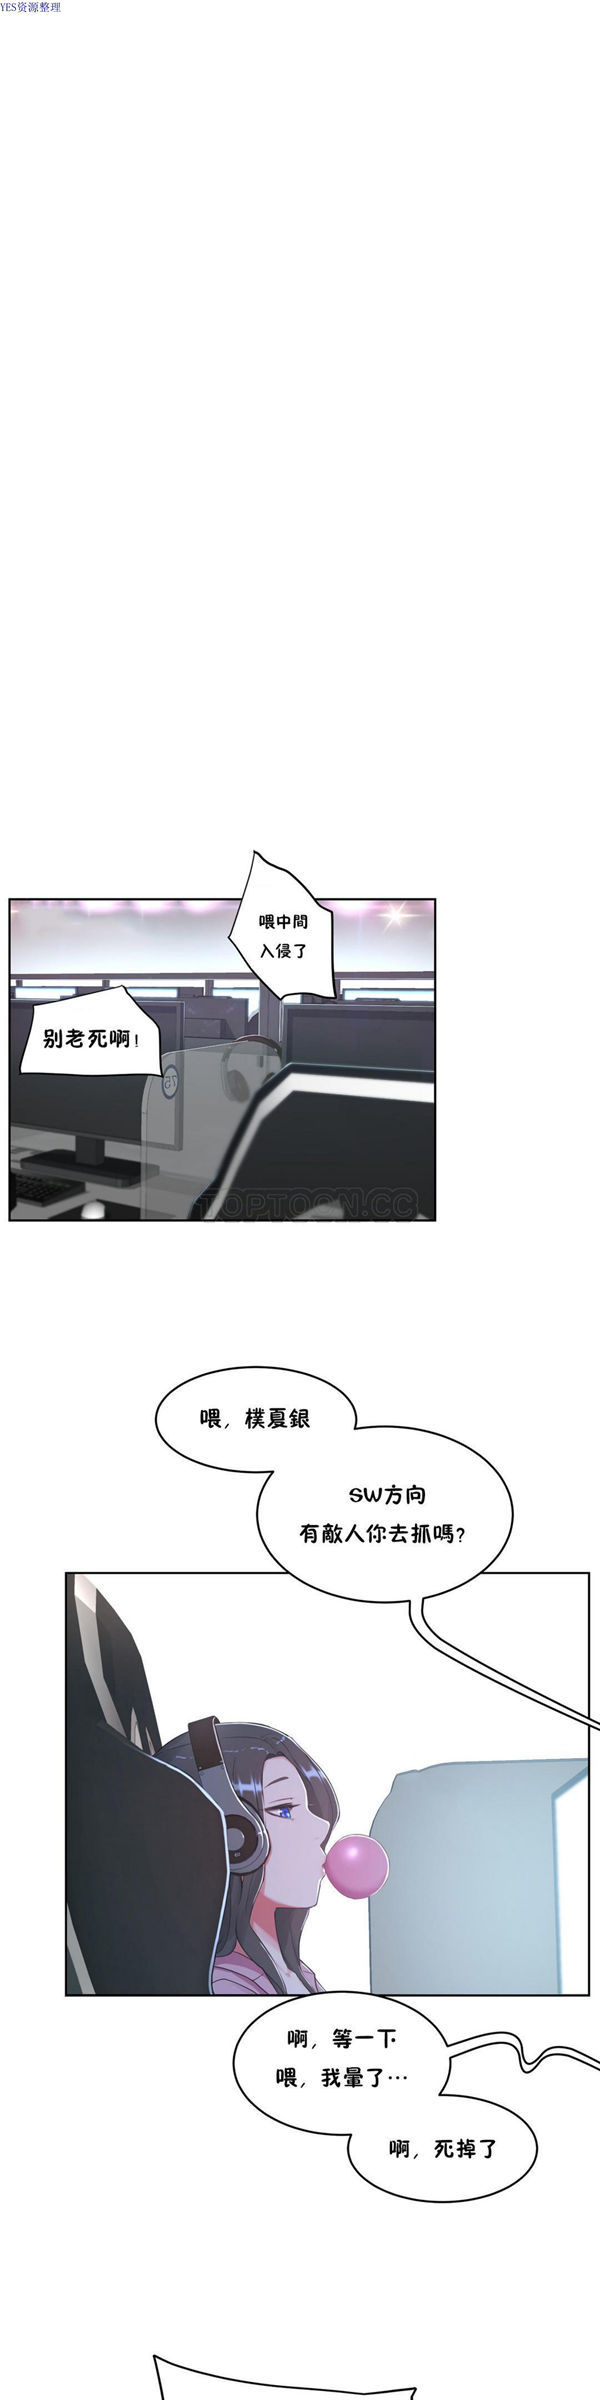 YES资源整理
喂中間
入侵了
别老死啊!
TOPTOON.CC
喂, 樸夏銀
SW方向
有敵人你去抓嗎?
啊, 等一下
喂, 我暈了…
啊, 死掉了